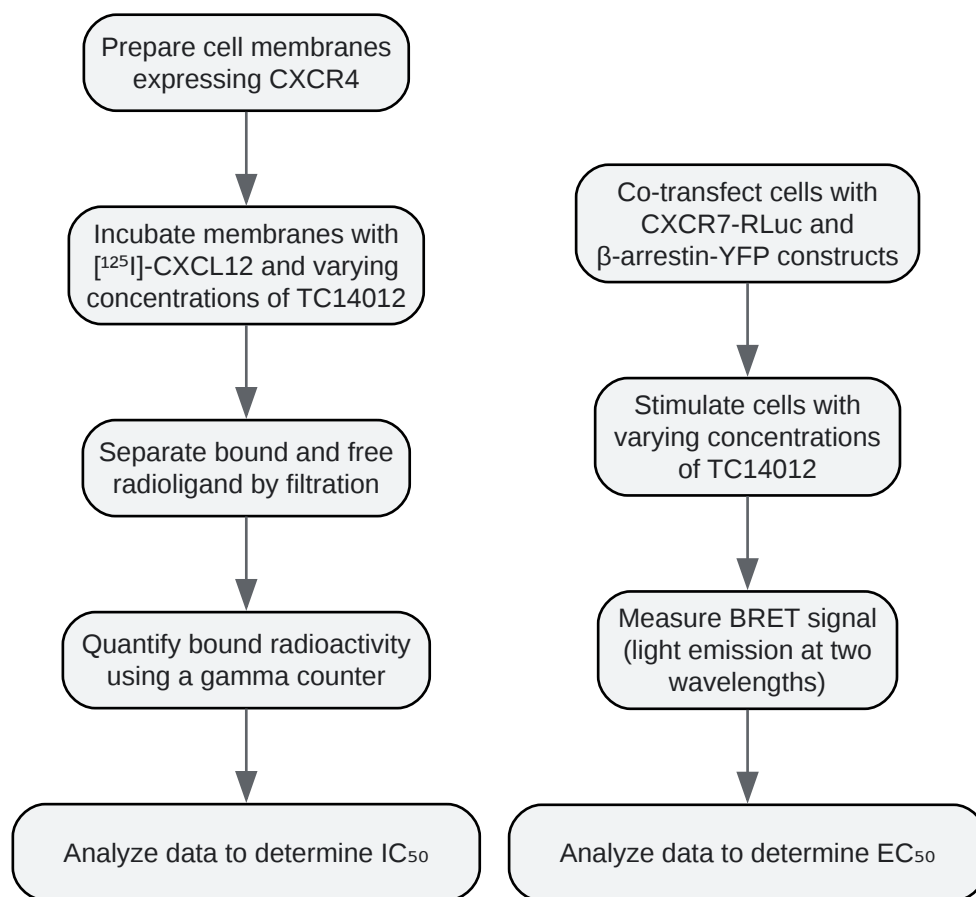 Prepare cell membranes
expressing CXCR4
Incubate membranes with
[¹²⁵I]-CXCL12 and varying
concentrations of TC14012
Separate bound and free
radioligand by filtration
Quantify bound radioactivity
using a gamma counter
Analyze data to determine IC₅₀
Co-transfect cells with
CXCR7-RLuc and
β-arrestin-YFP constructs
Stimulate cells with
varying concentrations
of TC14012
Measure BRET signal
(light emission at two
wavelengths)
Analyze data to determine EC₅₀